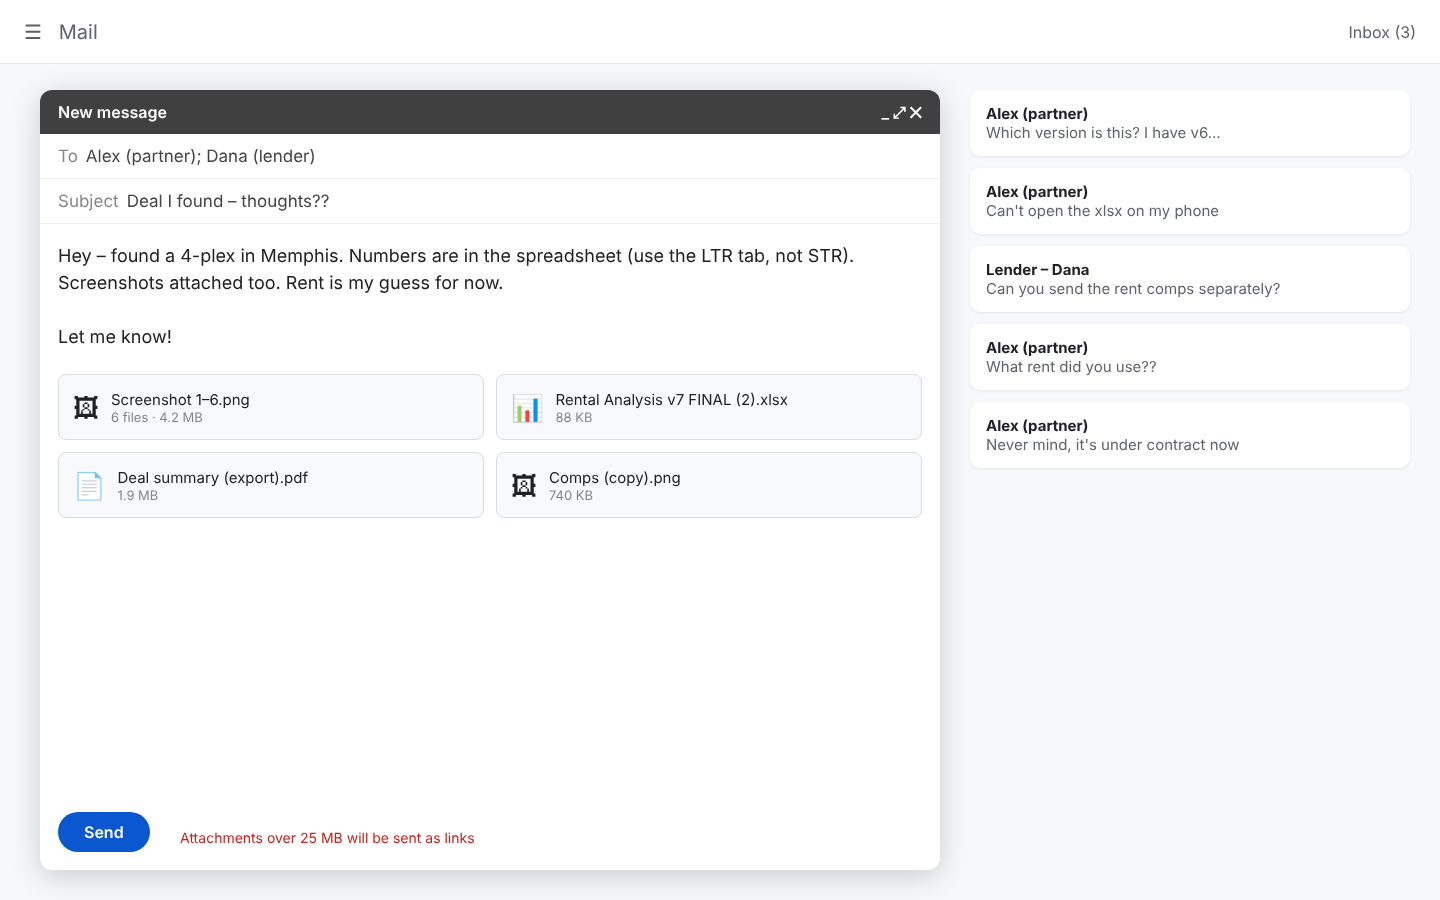 ☰ Mail
Inbox (3)
New message
To Alex (partner); Dana (lender)
Subject Deal I found – thoughts??
Hey – found a 4-plex in Memphis. Numbers are in the spreadsheet (use the LTR tab, not STR).
Screenshots attached too. Rent is my guess for now.
Let me know!
Screenshot 1–6.png
6 files · 4.2 MB
Rental Analysis v7 FINAL (2).xlsx
88 KB
Deal summary (export).pdf
1.9 MB
Comps (copy).png
740 KB
Send
Attachments over 25 MB will be sent as links
Alex (partner)
Which version is this? I have v6...
Alex (partner)
Can't open the xlsx on my phone
Lender – Dana
Can you send the rent comps separately?
Alex (partner)
What rent did you use??
Alex (partner)
Never mind, it's under contract now